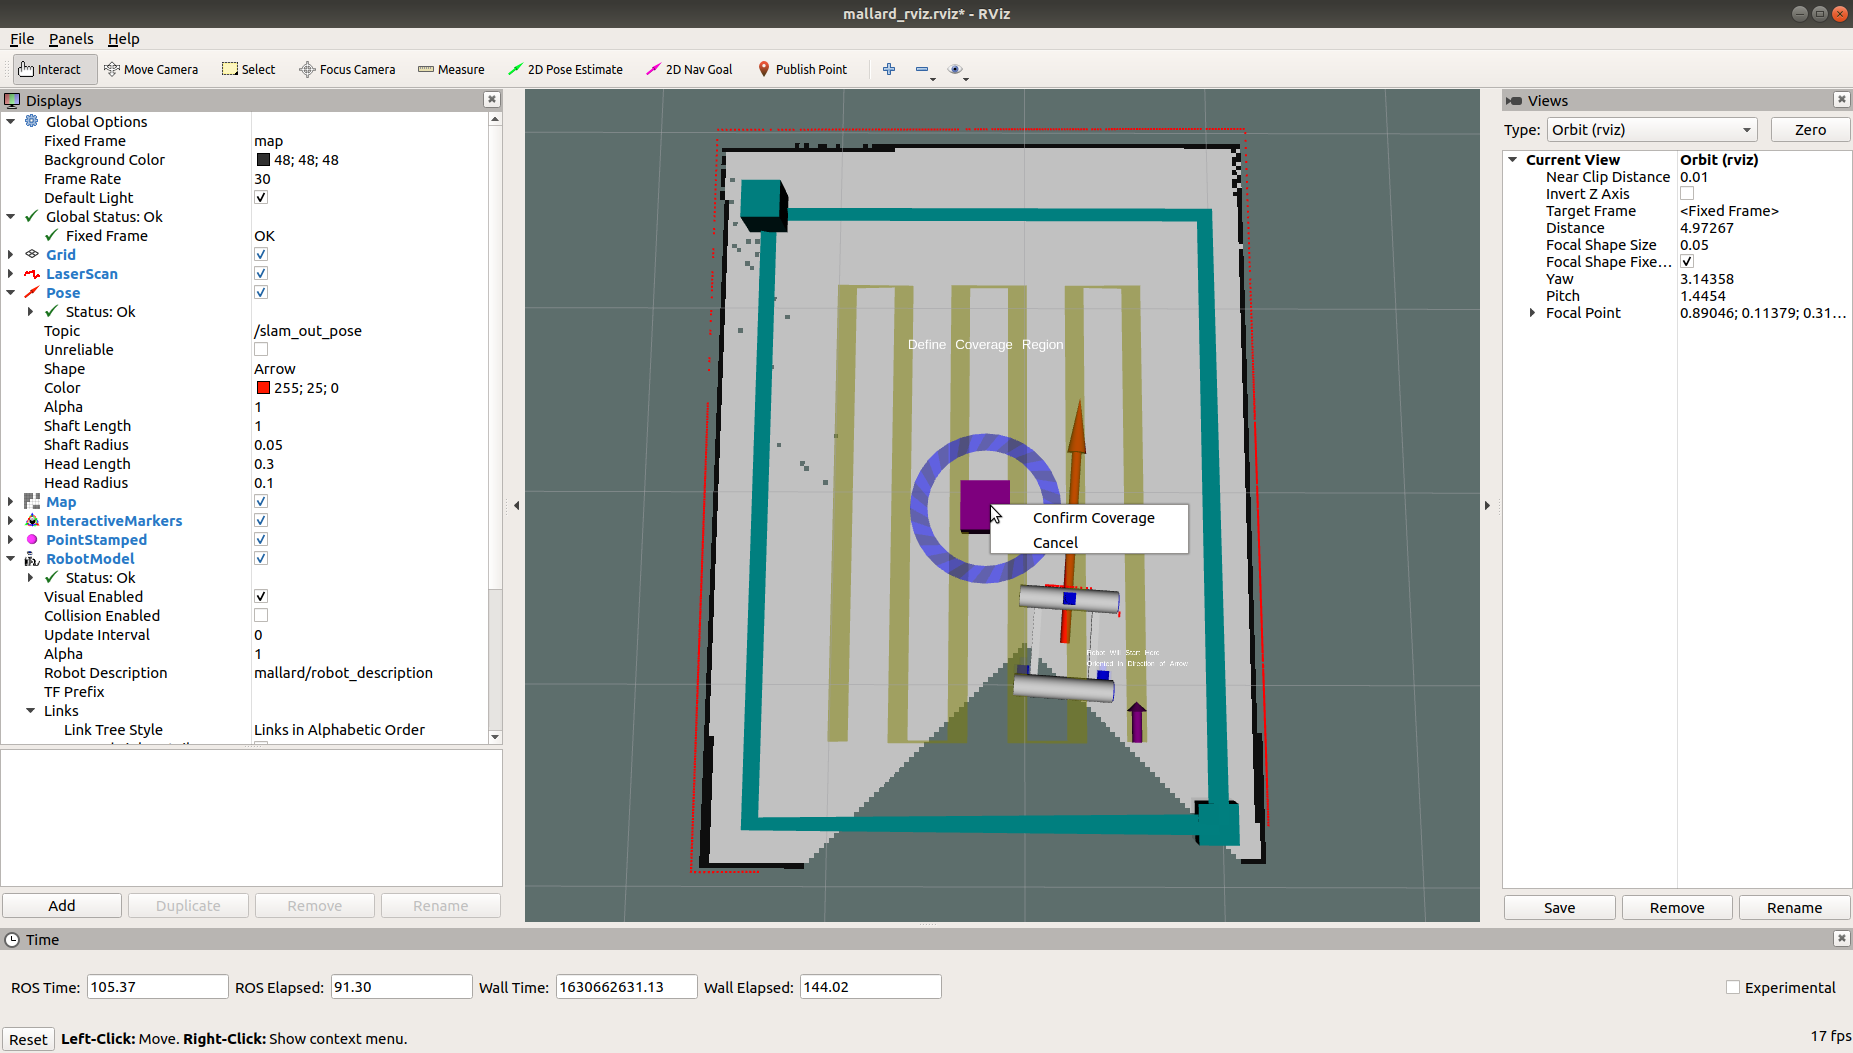 mallard_rviz.rviz* - RViz
File Panels Help
Interact Move Camera Select Focus Camera Measure 2D Pose Estimate 2D Nav Goal Publish Point
Displays
Global Options
Fixed Frame map
Background Color 48; 48; 48
Frame Rate 30
Default Light
Global Status: Ok
Fixed Frame OK
Grid
LaserScan
Pose
Status: Ok
Topic /slam_out_pose
Unreliable
Shape Arrow
Color 255; 25; 0
Alpha 1
Shaft Length 1
Shaft Radius 0.05
Head Length 0.3
Head Radius 0.1
Map
InteractiveMarkers
PointStamped
RobotModel
Status: Ok
Visual Enabled
Collision Enabled
Update Interval 0
Alpha 1
Robot Description mallard/robot_description
TF Prefix
Links
Link Tree Style Links in Alphabetic Order
Add Duplicate Remove Rename
Define Coverage Region
Confirm Coverage
Cancel
Robot Will Start Here
Oriented in Direction of Arrow
Views
Type: Orbit (rviz) Zero
Current View Orbit (rviz)
Near Clip Distance 0.01
Invert Z Axis
Target Frame <Fixed Frame>
Distance 4.97267
Focal Shape Size 0.05
Focal Shape Fixe...
Yaw 3.14358
Pitch 1.4454
Focal Point 0.89046; 0.11379; 0.31...
Save Remove Rename
Time
ROS Time: 105.37 ROS Elapsed: 91.30 Wall Time: 1630662631.13 Wall Elapsed: 144.02 Experimental
Reset Left-Click: Move. Right-Click: Show context menu. 17 fps